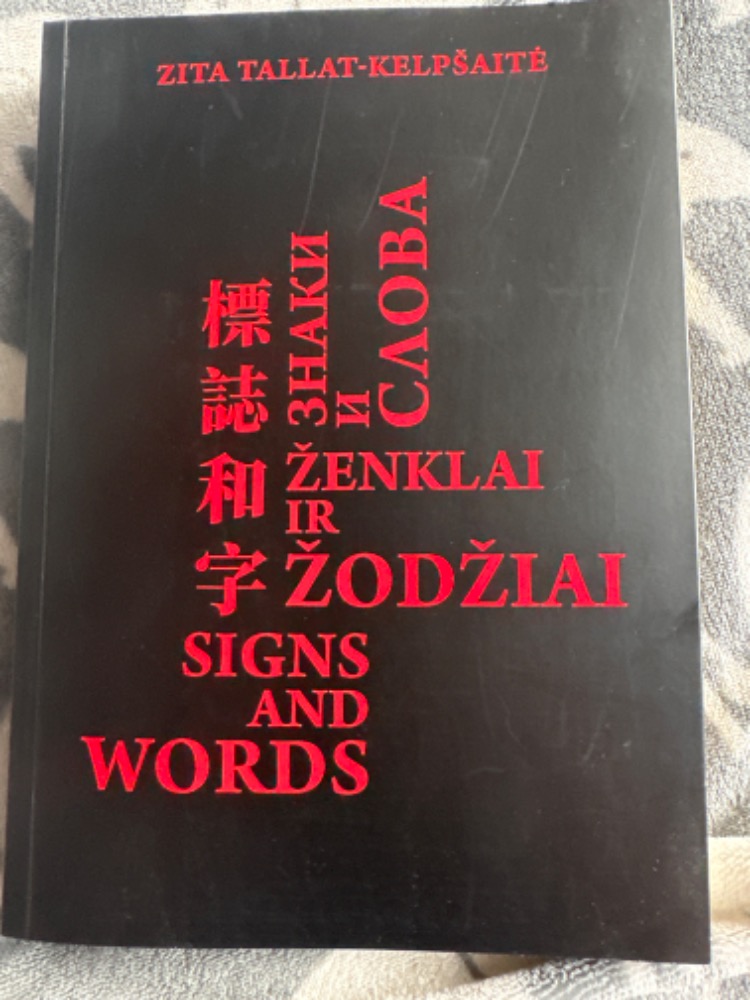 ZITA TALLAT-KELPŠAITĖ
標誌和字
ЗНАКИ
И
СЛОВА
ŽENKLAI
IR
ŽODŽIAI
SIGNS
AND
WORDS